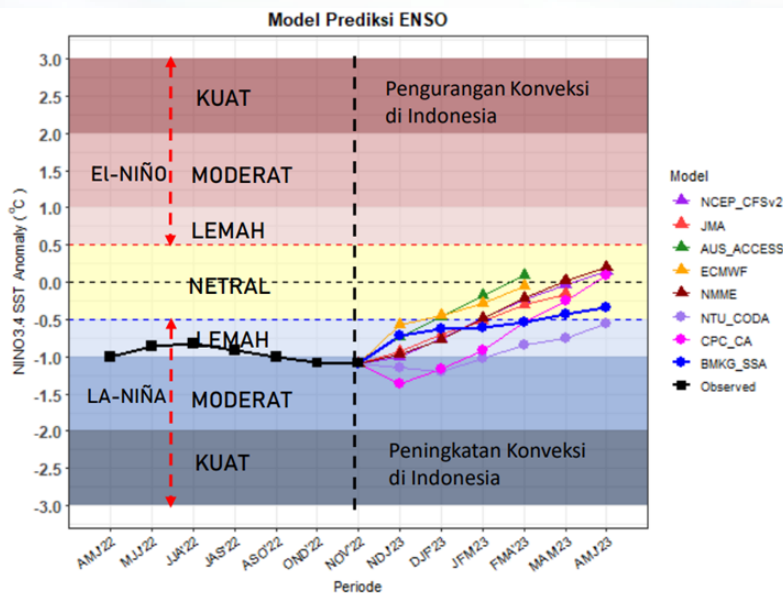 Model Prediksi ENSO
NINO3.4 SST Anomaly (°C)
3.0
2.5
2.0
1.5
1.0
0.5
0.0
-0.5
-1.0
-1.5
-2.0
-2.5
-3.0
KUAT
Pengurangan Konveksi
di Indonesia
El-NIÑO
MODERAT
LEMAH
NETRAL
LEMAH
LA-NIÑA
MODERAT
KUAT
Peningkatan Konveksi
di Indonesia
AMJ'22
MJJ'22
JJA'22
JAS'22
ASO'22
OND'22
NOV'22
NDJ'23
DJF'23
JFM'23
FMA'23
MAM'23
AMJ'23
Periode
Model
NCEP_CFSv2
JMA
AUS_ACCESS
ECMWF
NMME
NTU_CODA
CPC_CA
BMKG_SSA
Observed